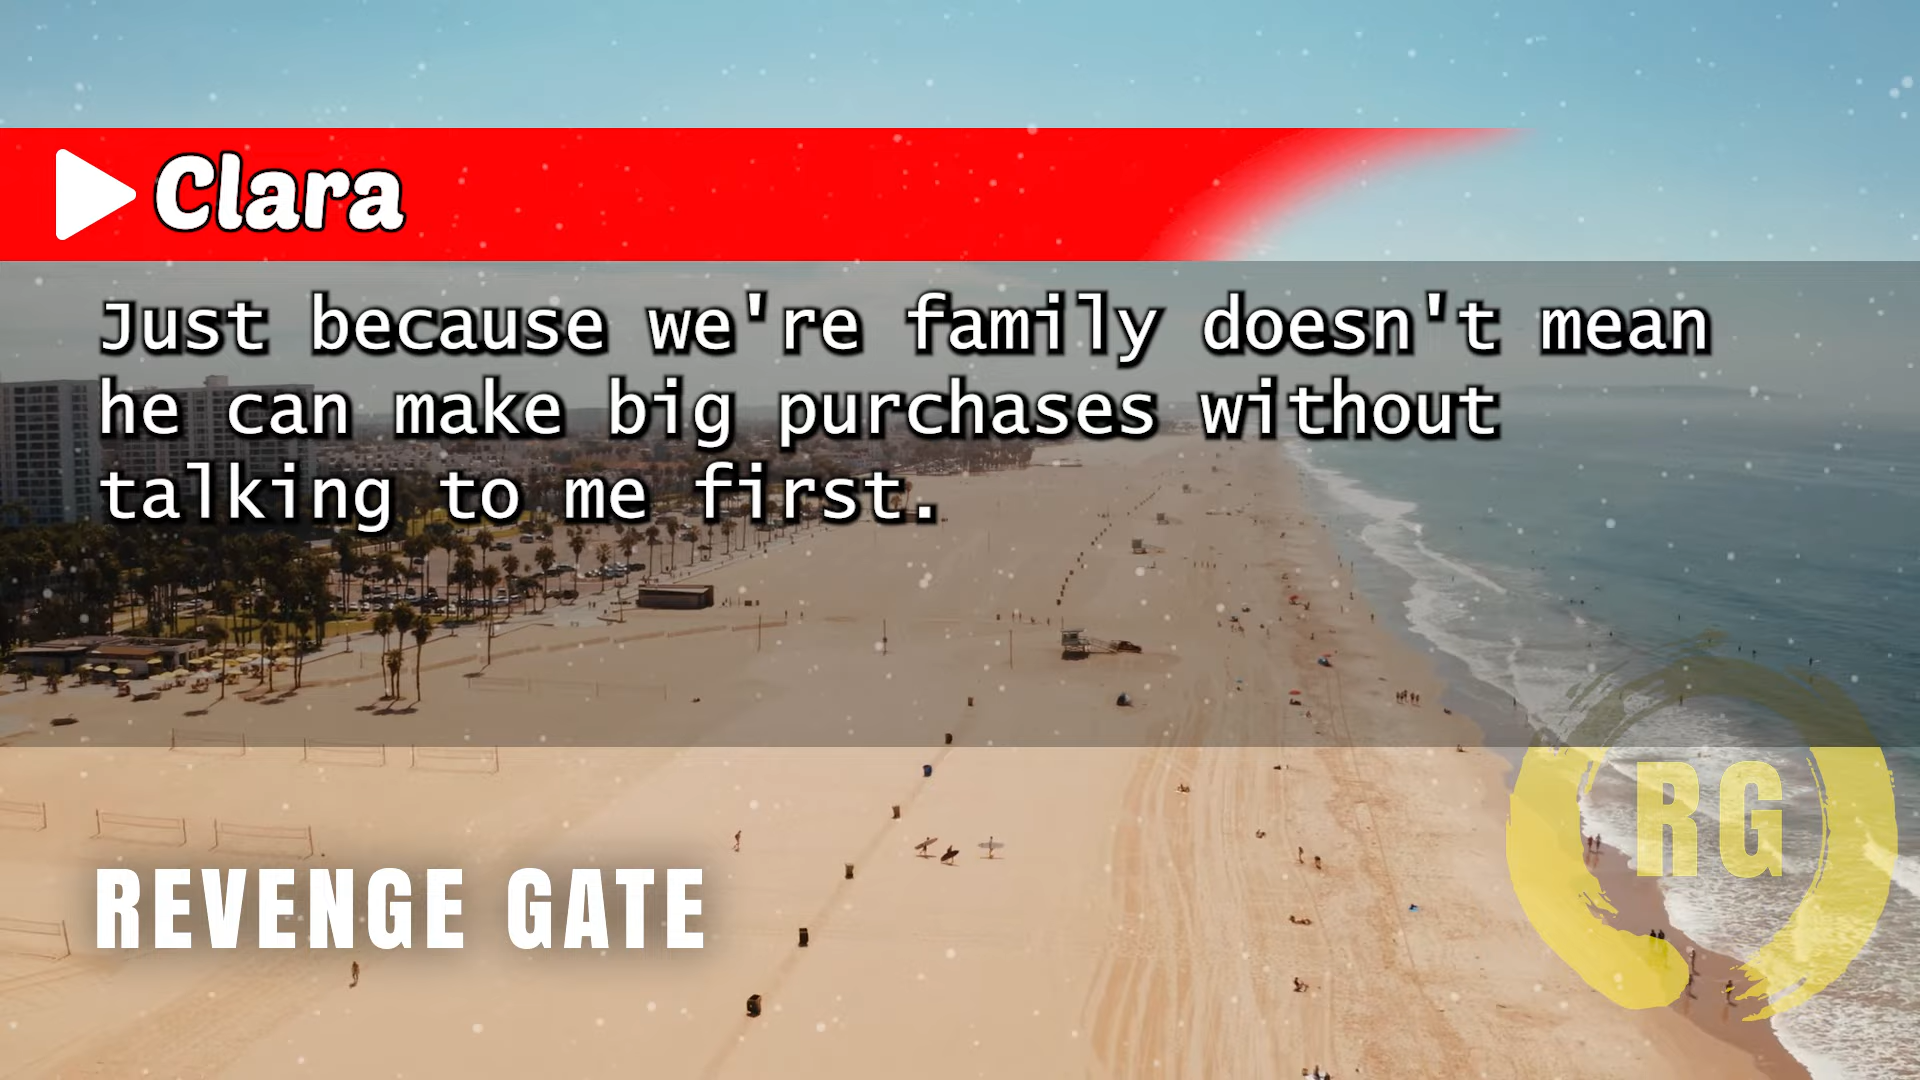 Clara
Just because we're family doesn't mean
he can make big purchases without
talking to me first.
RG
REVENGE GATE